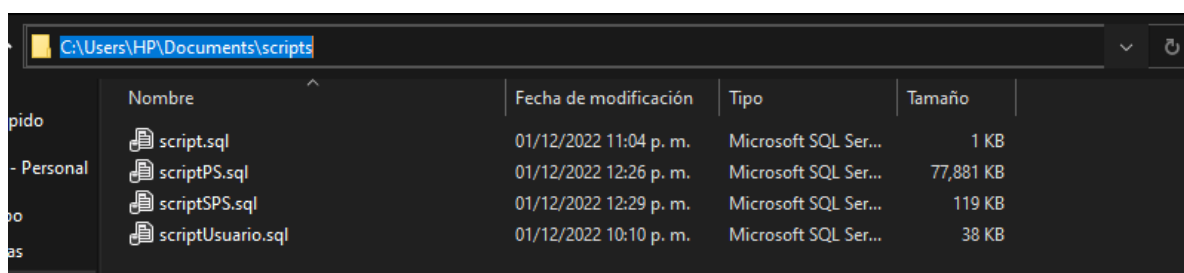 C:\Users\HP\Documents\scripts
Nombre Fecha de modificación Tipo Tamaño
pido
script.sql 01/12/2022 11:04 p. m. Microsoft SQL Ser... 1 KB
- Personal scriptPS.sql 01/12/2022 12:26 p. m. Microsoft SQL Ser... 77,881 KB
scriptSPS.sql 01/12/2022 12:29 p. m. Microsoft SQL Ser... 119 KB
po
scriptUsuario.sql 01/12/2022 10:10 p. m. Microsoft SQL Ser... 38 KB
as